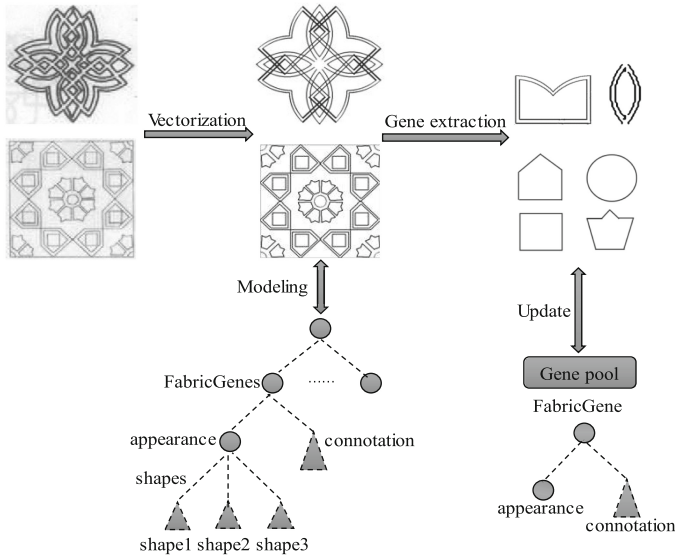 Vectorization
Gene extraction
Modeling
Update
Gene pool
FabricGenes
......
FabricGene
appearance
connotation
shapes
appearance
connotation
shape1 shape2 shape3